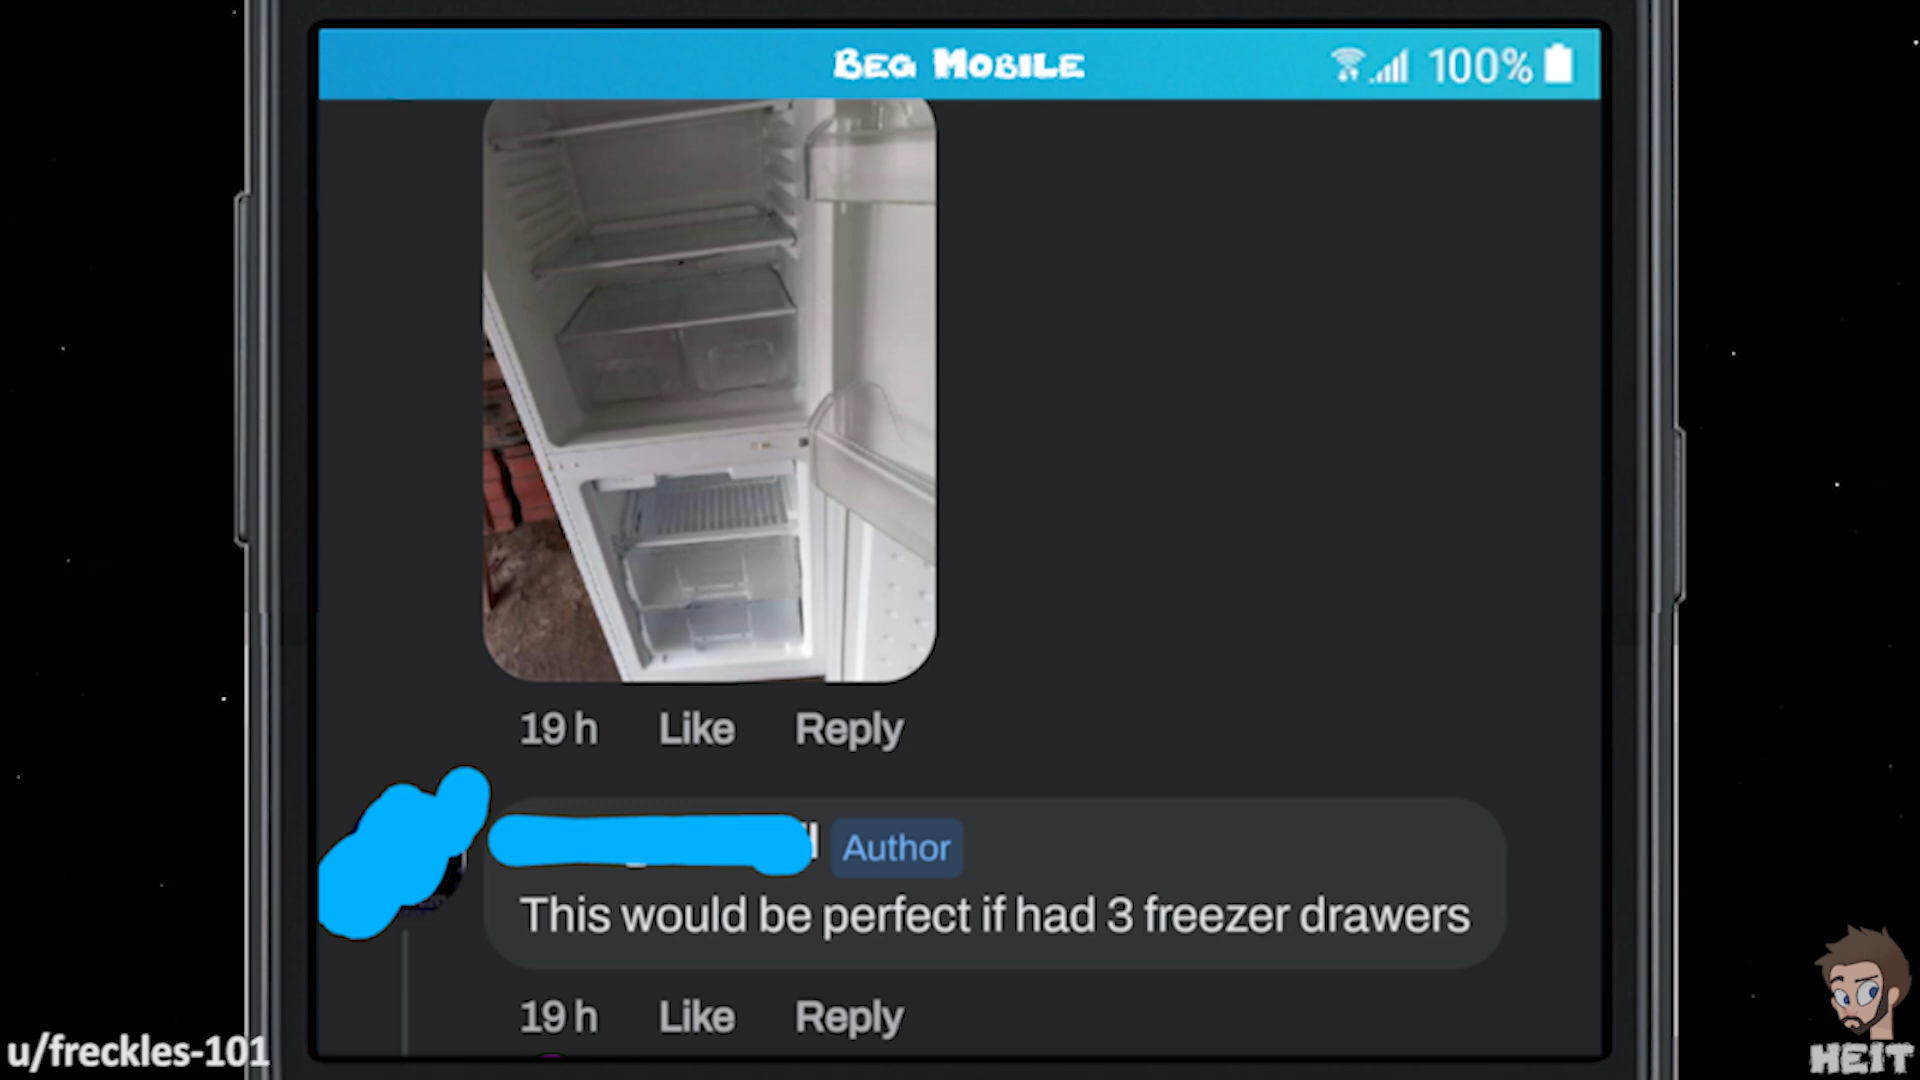 Beg Mobile
100%
19 h Like Reply
Author
This would be perfect if had 3 freezer drawers
19 h Like Reply
u/freckles-101
HEIT